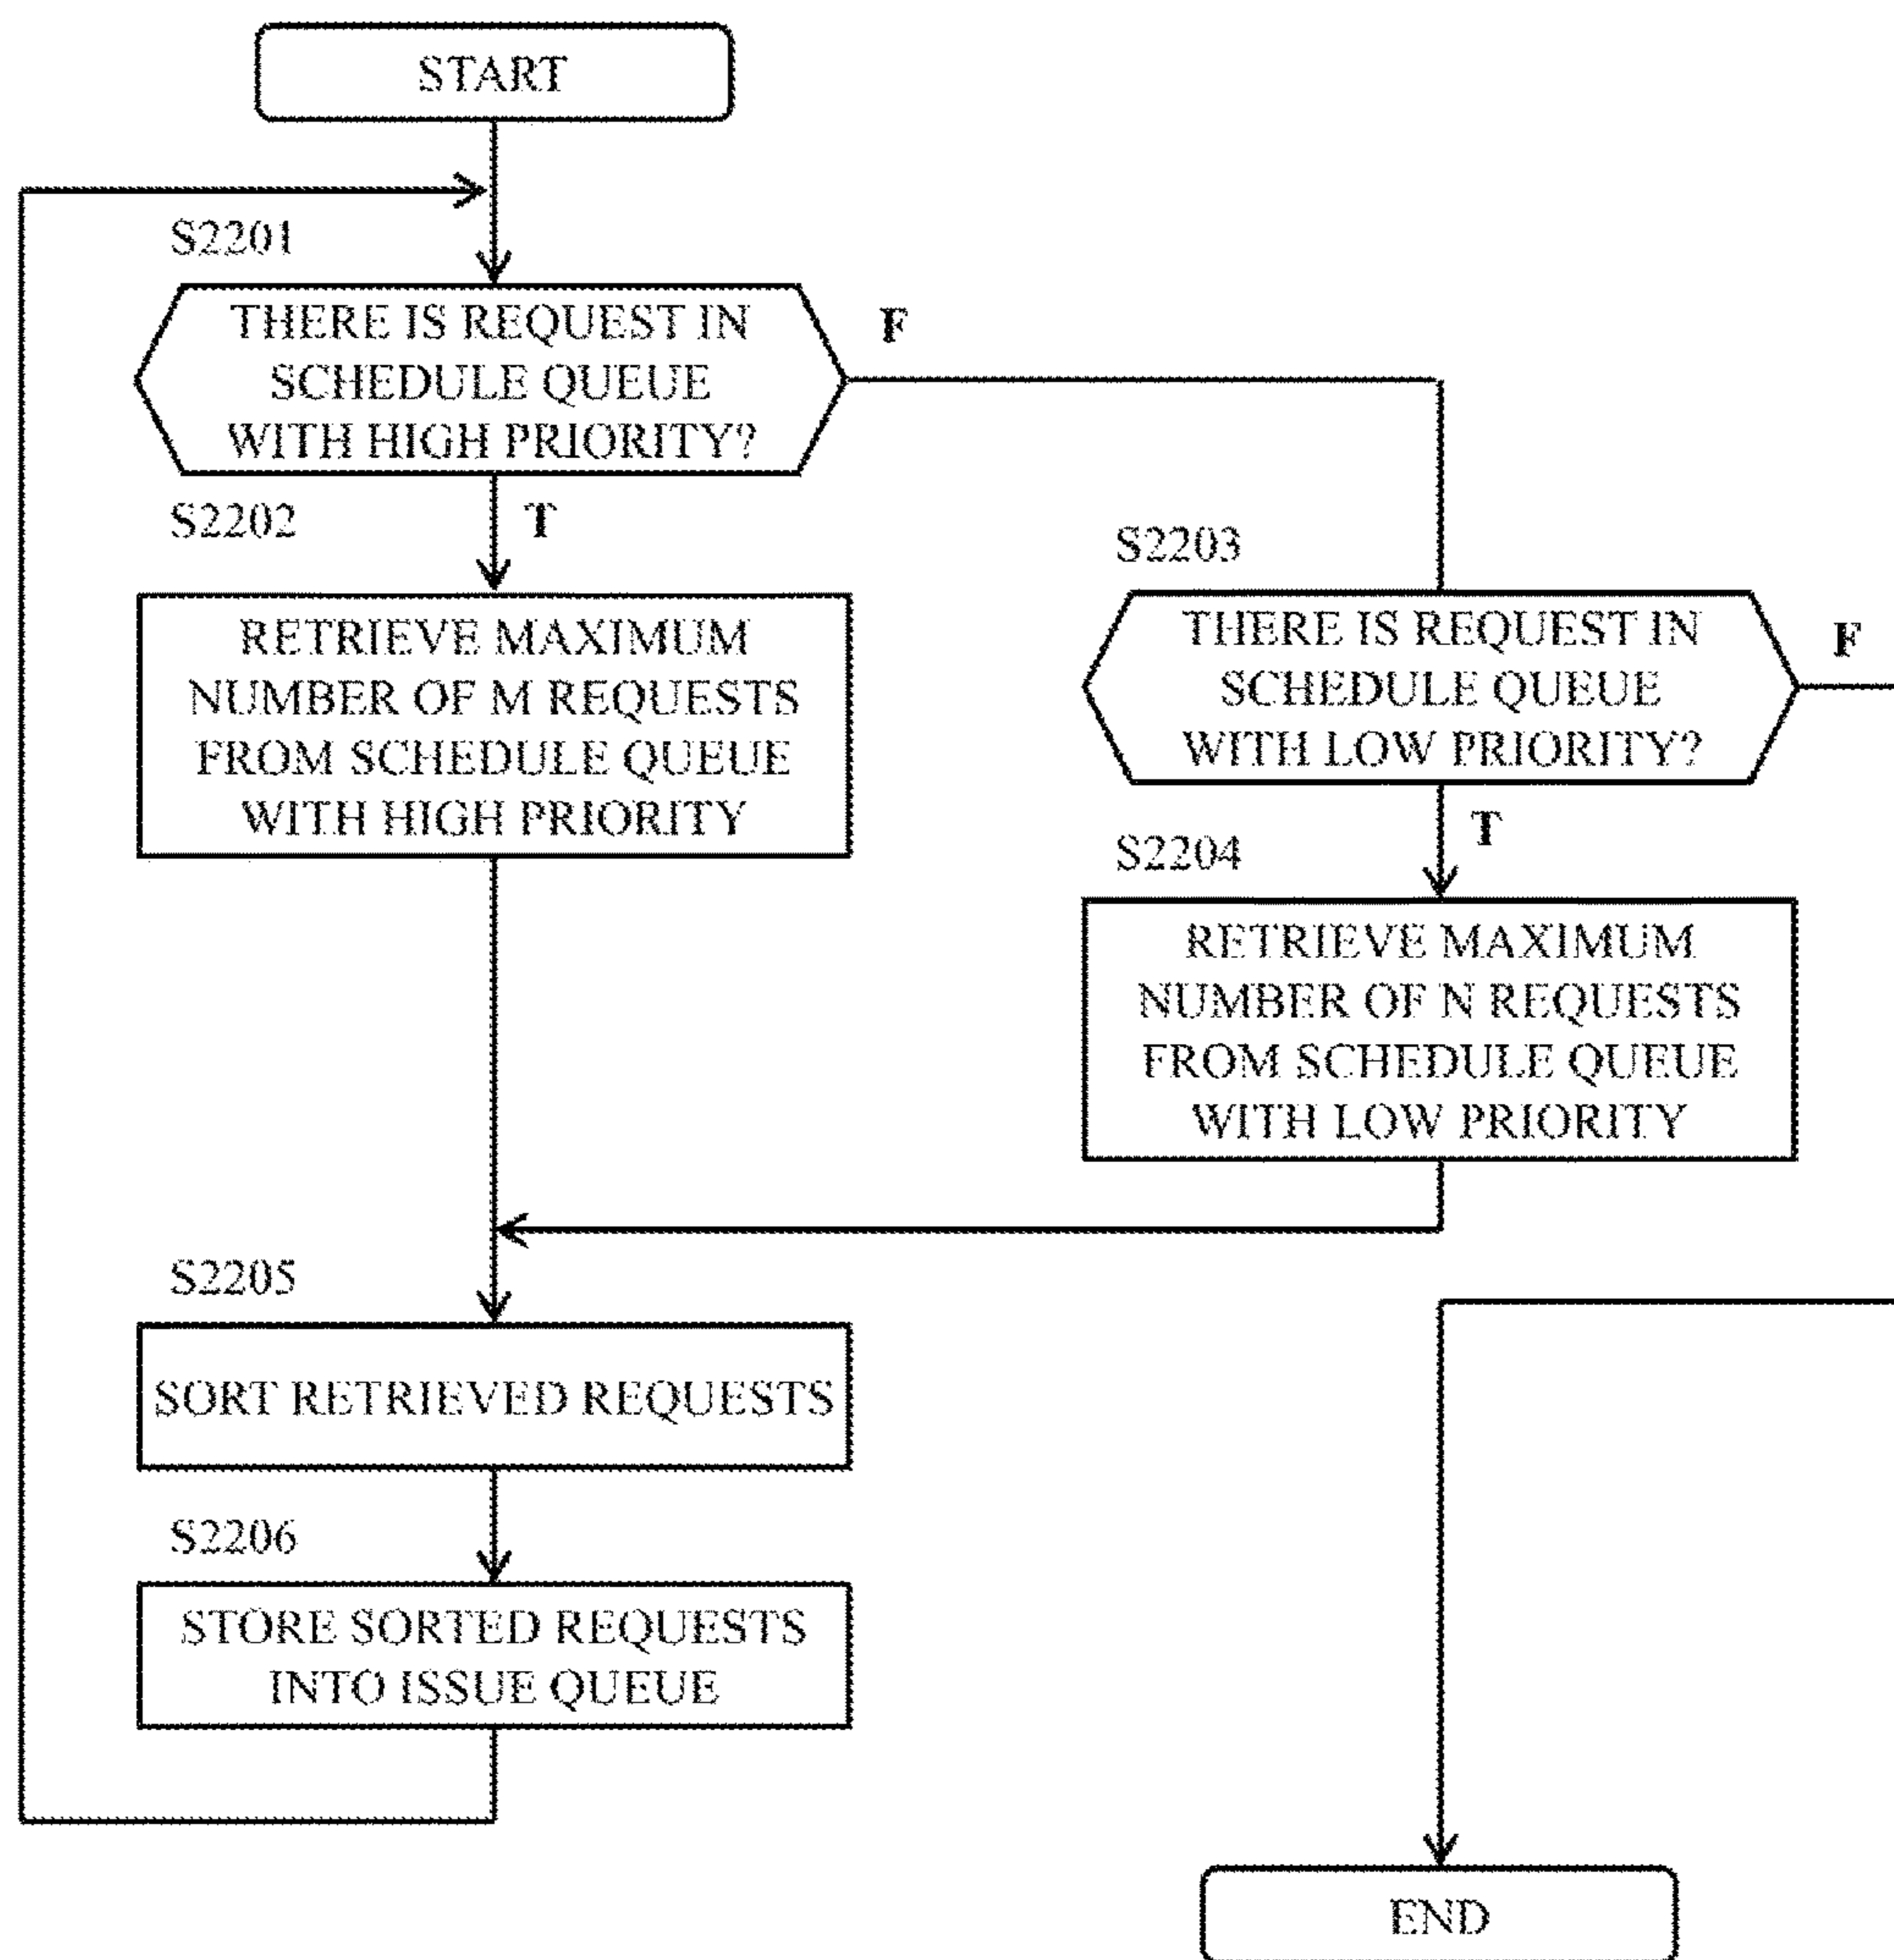 START
S2201
THERE IS REQUEST IN
SCHEDULE QUEUE
WITH HIGH PRIORITY?
F
S2202
T
RETRIEVE MAXIMUM
NUMBER OF M REQUESTS
FROM SCHEDULE QUEUE
WITH HIGH PRIORITY
S2203
THERE IS REQUEST IN
SCHEDULE QUEUE
WITH LOW PRIORITY?
F
T
S2204
RETRIEVE MAXIMUM
NUMBER OF N REQUESTS
FROM SCHEDULE QUEUE
WITH LOW PRIORITY
S2205
SORT RETRIEVED REQUESTS
S2206
STORE SORTED REQUESTS
INTO ISSUE QUEUE
END